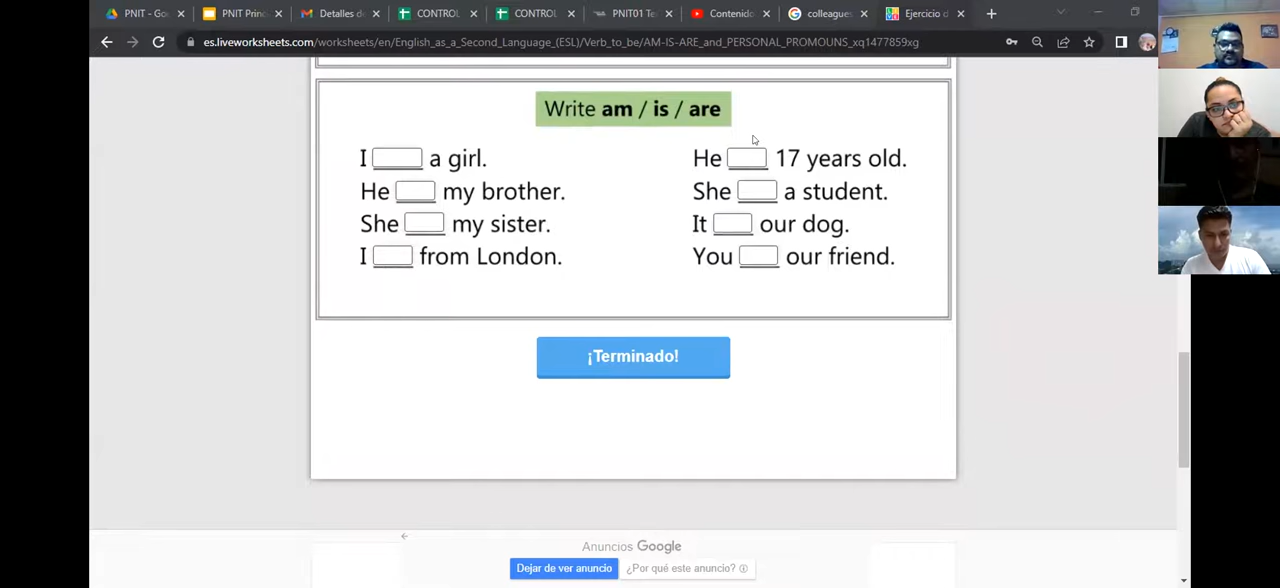 PNIT - Goo
PNIT Princ
Detalles de
CONTROL
CONTROL
PNIT01 Te
Contenido
colleagues
Ejercicio d
es.liveworksheets.com/worksheets/en/English_as_a_Second_Language_(ESL)/Verb_to_be/AM-IS-ARE_and_PERSONAL_PROMOUNS_xq1477859xg
Write am / is / are
I a girl.
He my brother.
She my sister.
I from London.
He 17 years old.
She a student.
It our dog.
You our friend.
¡Terminado!
Anuncios Google
Dejar de ver anuncio
¿Por qué este anuncio?